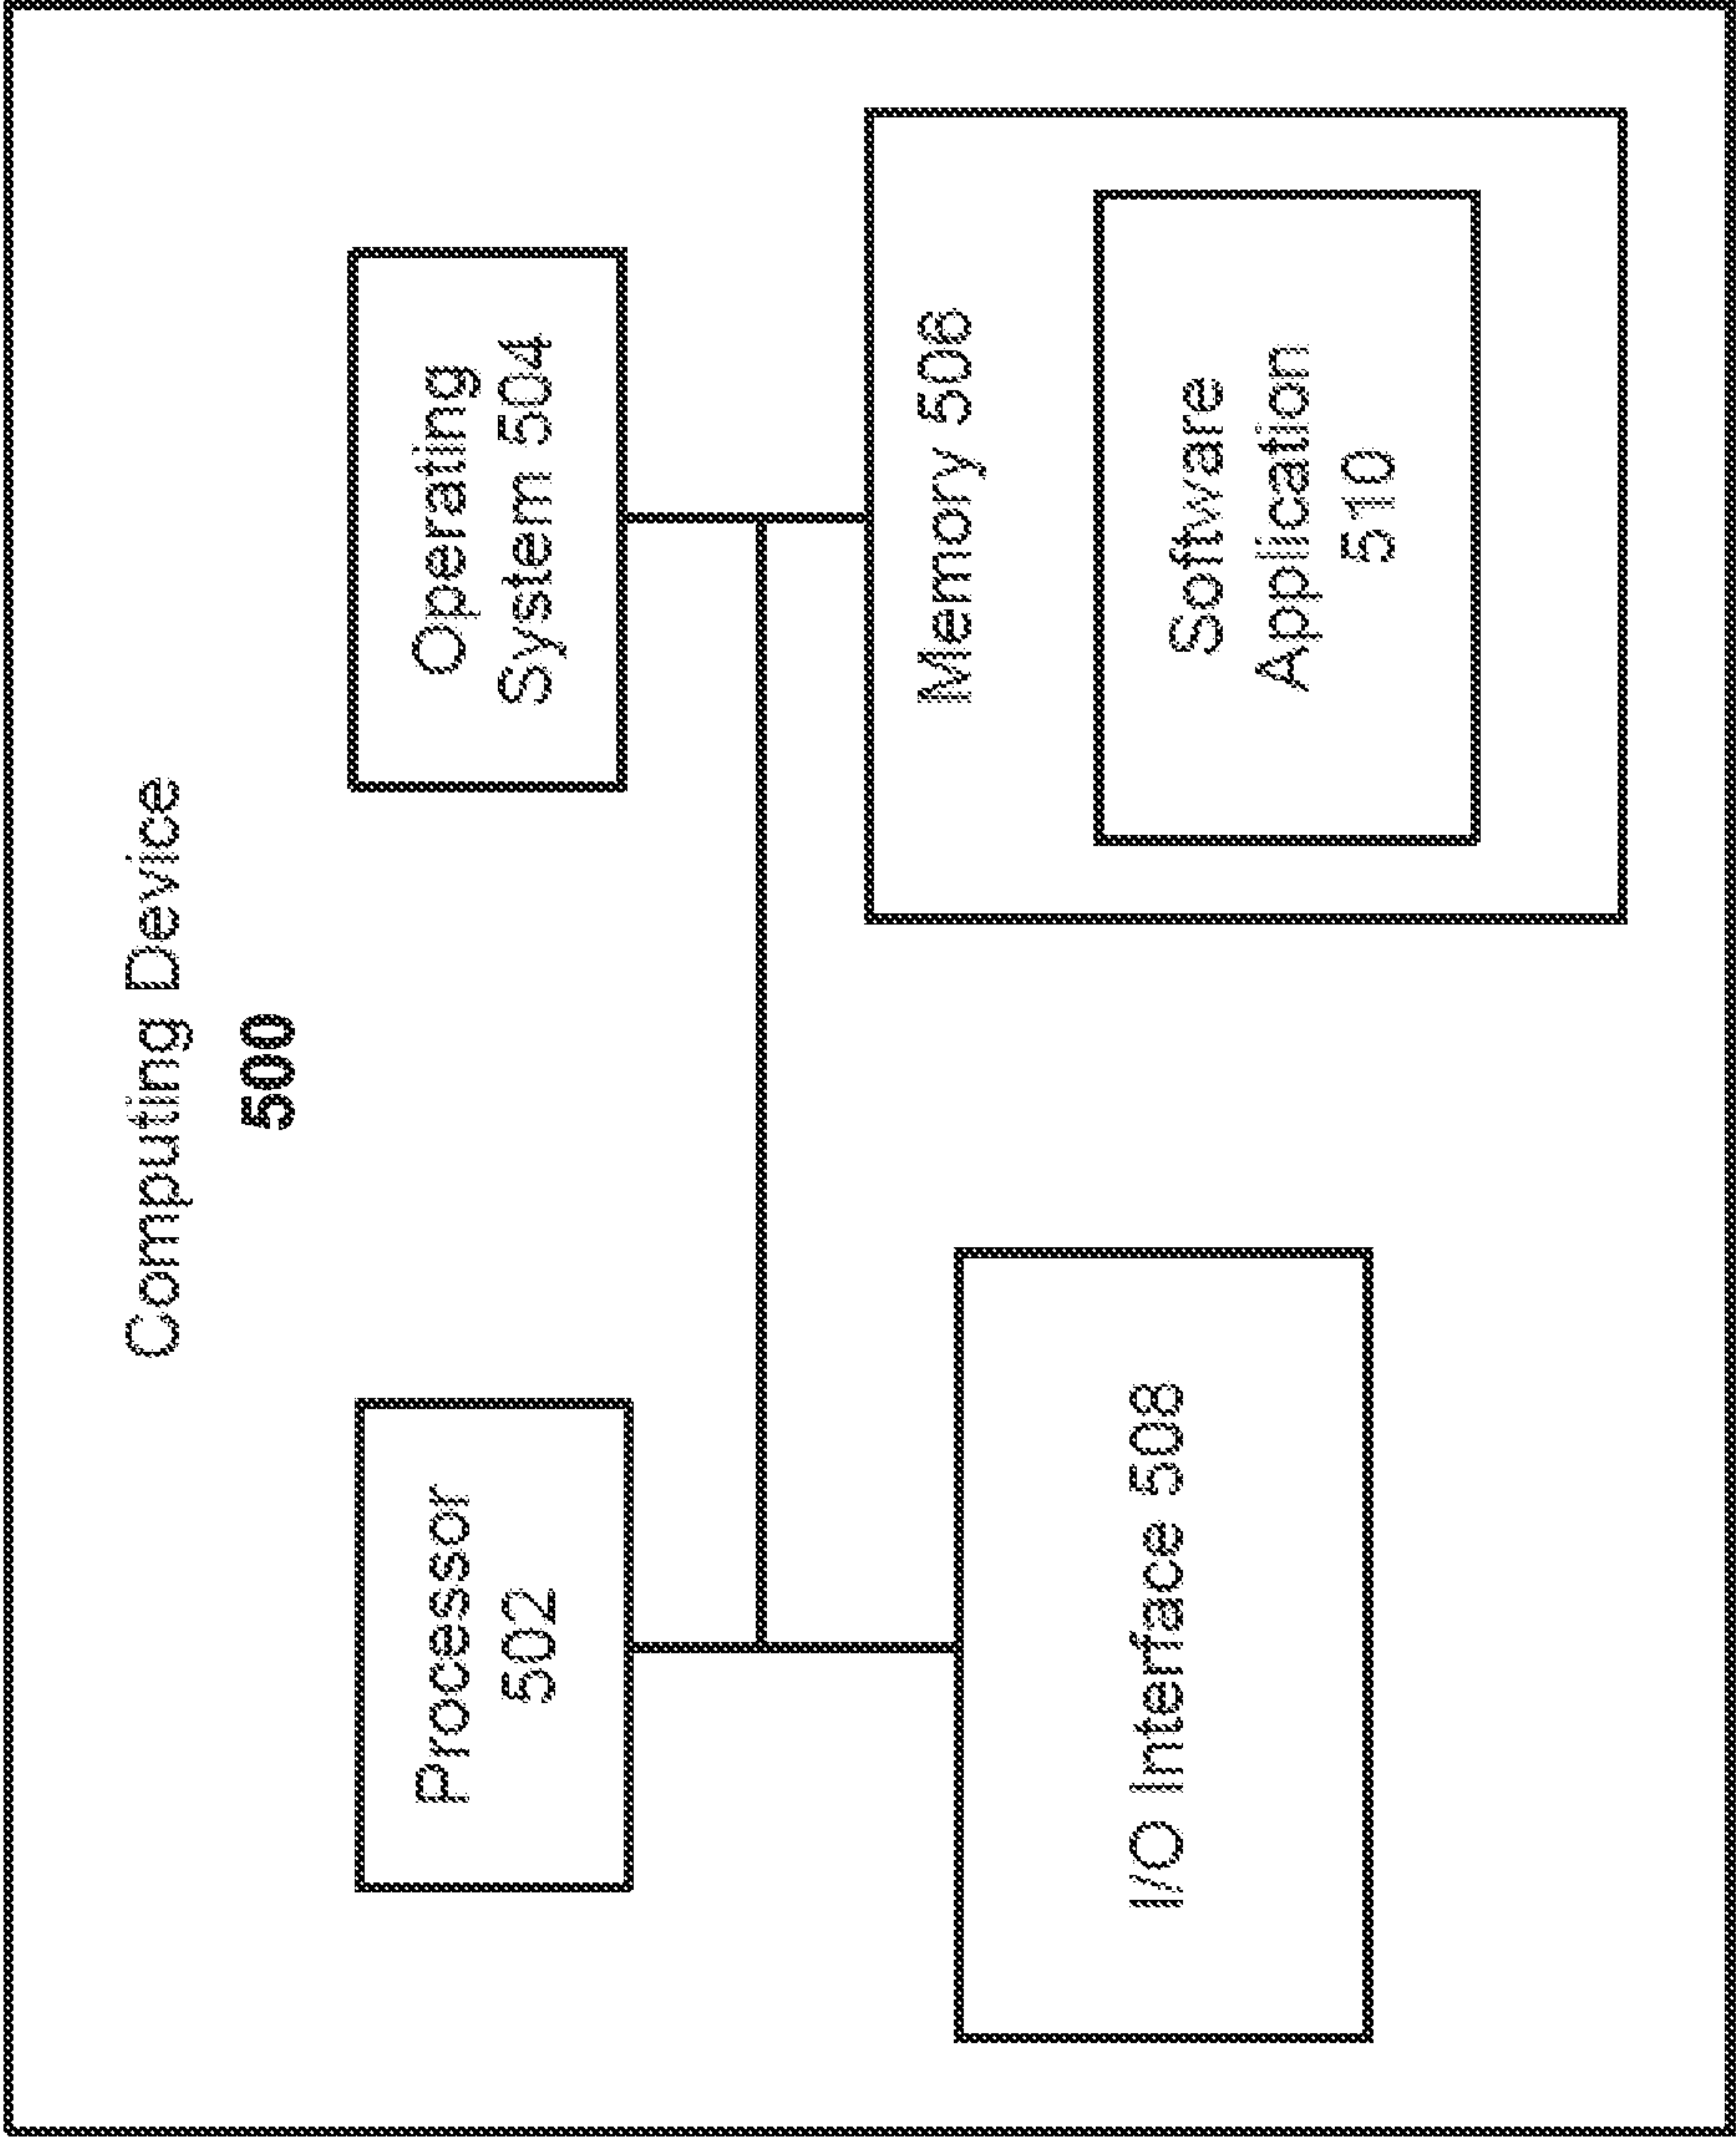 Computing Device
500
Processor
502
Operating
System 504
I/O Interface 508
Memory 506
Software
Application
510